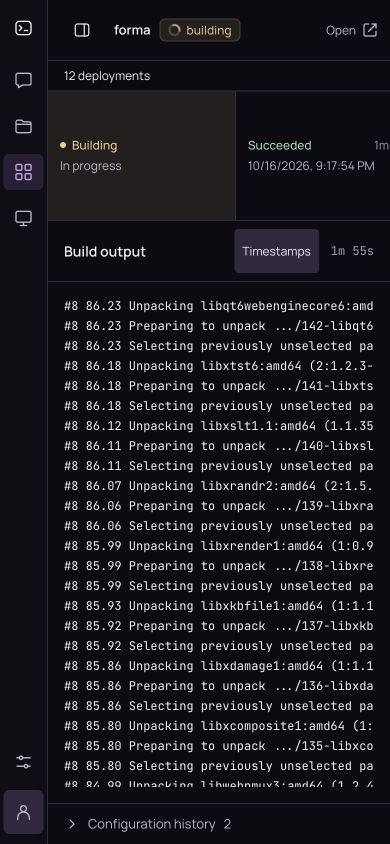 forma building Open
12 deployments
Building
In progress
Succeeded 1m
10/16/2026, 9:17:54 PM
Build output Timestamps 1m 55s
#8 86.23 Unpacking libqt6webenginecore6:amd
#8 86.23 Preparing to unpack .../142-libqt6
#8 86.23 Selecting previously unselected pa
#8 86.18 Unpacking libxtst6:amd64 (2:1.2.3-
#8 86.18 Preparing to unpack .../141-libxts
#8 86.18 Selecting previously unselected pa
#8 86.12 Unpacking libxslt1.1:amd64 (1.1.35
#8 86.11 Preparing to unpack .../140-libxsl
#8 86.11 Selecting previously unselected pa
#8 86.07 Unpacking libxrandr2:amd64 (2:1.5.
#8 86.06 Preparing to unpack .../139-libxra
#8 86.06 Selecting previously unselected pa
#8 85.99 Unpacking libxrender1:amd64 (1:0.9
#8 85.99 Preparing to unpack .../138-libxre
#8 85.99 Selecting previously unselected pa
#8 85.93 Unpacking libxkbfile1:amd64 (1:1.1
#8 85.92 Preparing to unpack .../137-libxkb
#8 85.92 Selecting previously unselected pa
#8 85.86 Unpacking libxdamage1:amd64 (1:1.1
#8 85.86 Preparing to unpack .../136-libxda
#8 85.86 Selecting previously unselected pa
#8 85.80 Unpacking libxcomposite1:amd64 (1:
#8 85.80 Preparing to unpack .../135-libxco
#8 85.80 Selecting previously unselected pa
#8 84.99 Unpacking libwebpmux3:amd64 (1.2.4
Configuration history 2